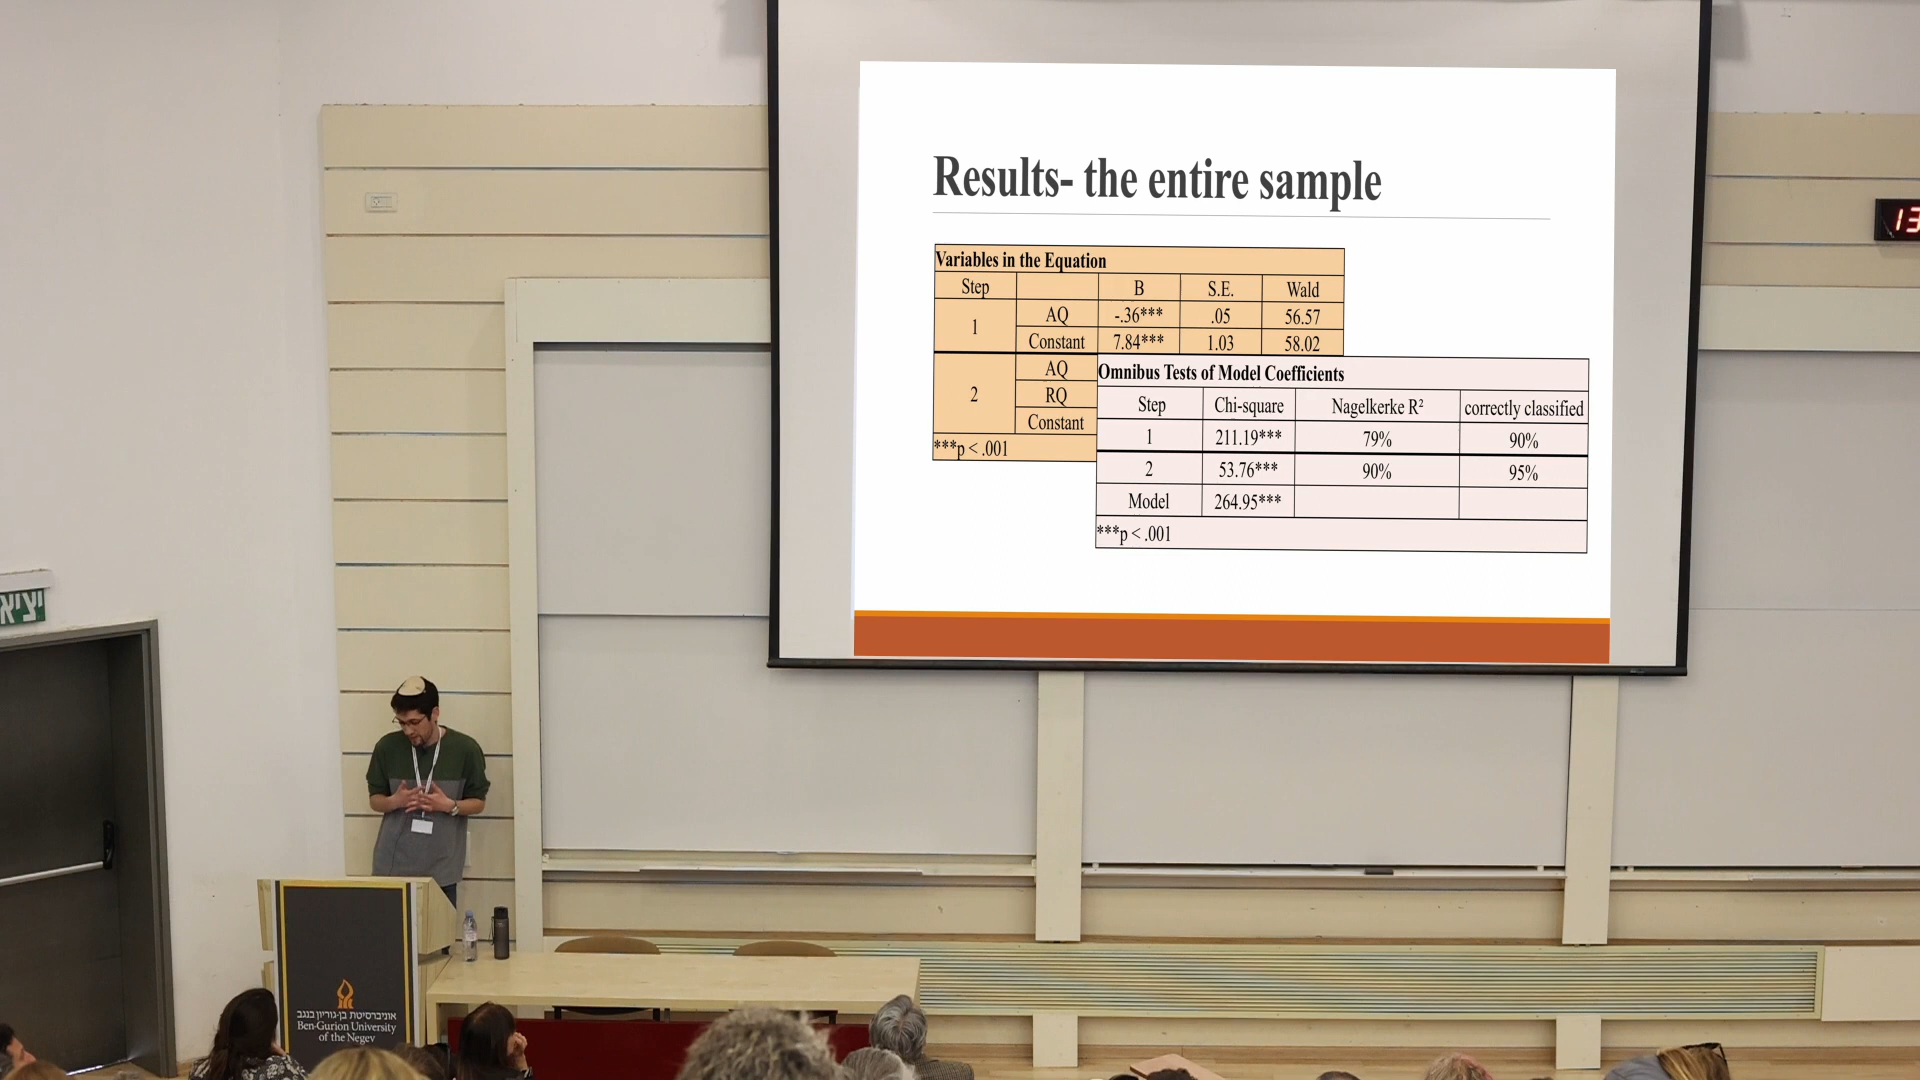 Results- the entire sample
Variables in the Equation
Step B S.E. Wald
1 AQ -.36*** .05 56.57
Constant 7.84*** 1.03 58.02
2 AQ
RQ
Constant
***p < .001
Omnibus Tests of Model Coefficients
Step Chi-square Nagelkerke R² correctly classified
1 211.19*** 79% 90%
2 53.76*** 90% 95%
Model 264.95***
***p < .001
13
אוניברסיטת בן-גוריון בנגב
Ben-Gurion University
of the Negev